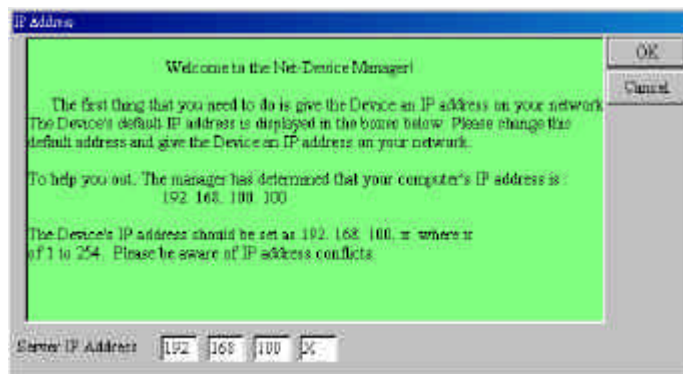 IP Address
OK
Cancel
Welcome to the Net-Device Manager!
The first thing that you need to do is give the Device an IP address on your network
The Device's default IP address is displayed in the boxes below. Please change this
default address and give the Device an IP address on your network.
To help you out, The manager has determined that your computer's IP address is :
192. 168. 100. 100
The Device's IP address should be set as 192. 168. 100. x where x
of 1 to 254. Please be aware of IP address conflicts.
Server IP Address 192 168 100 X